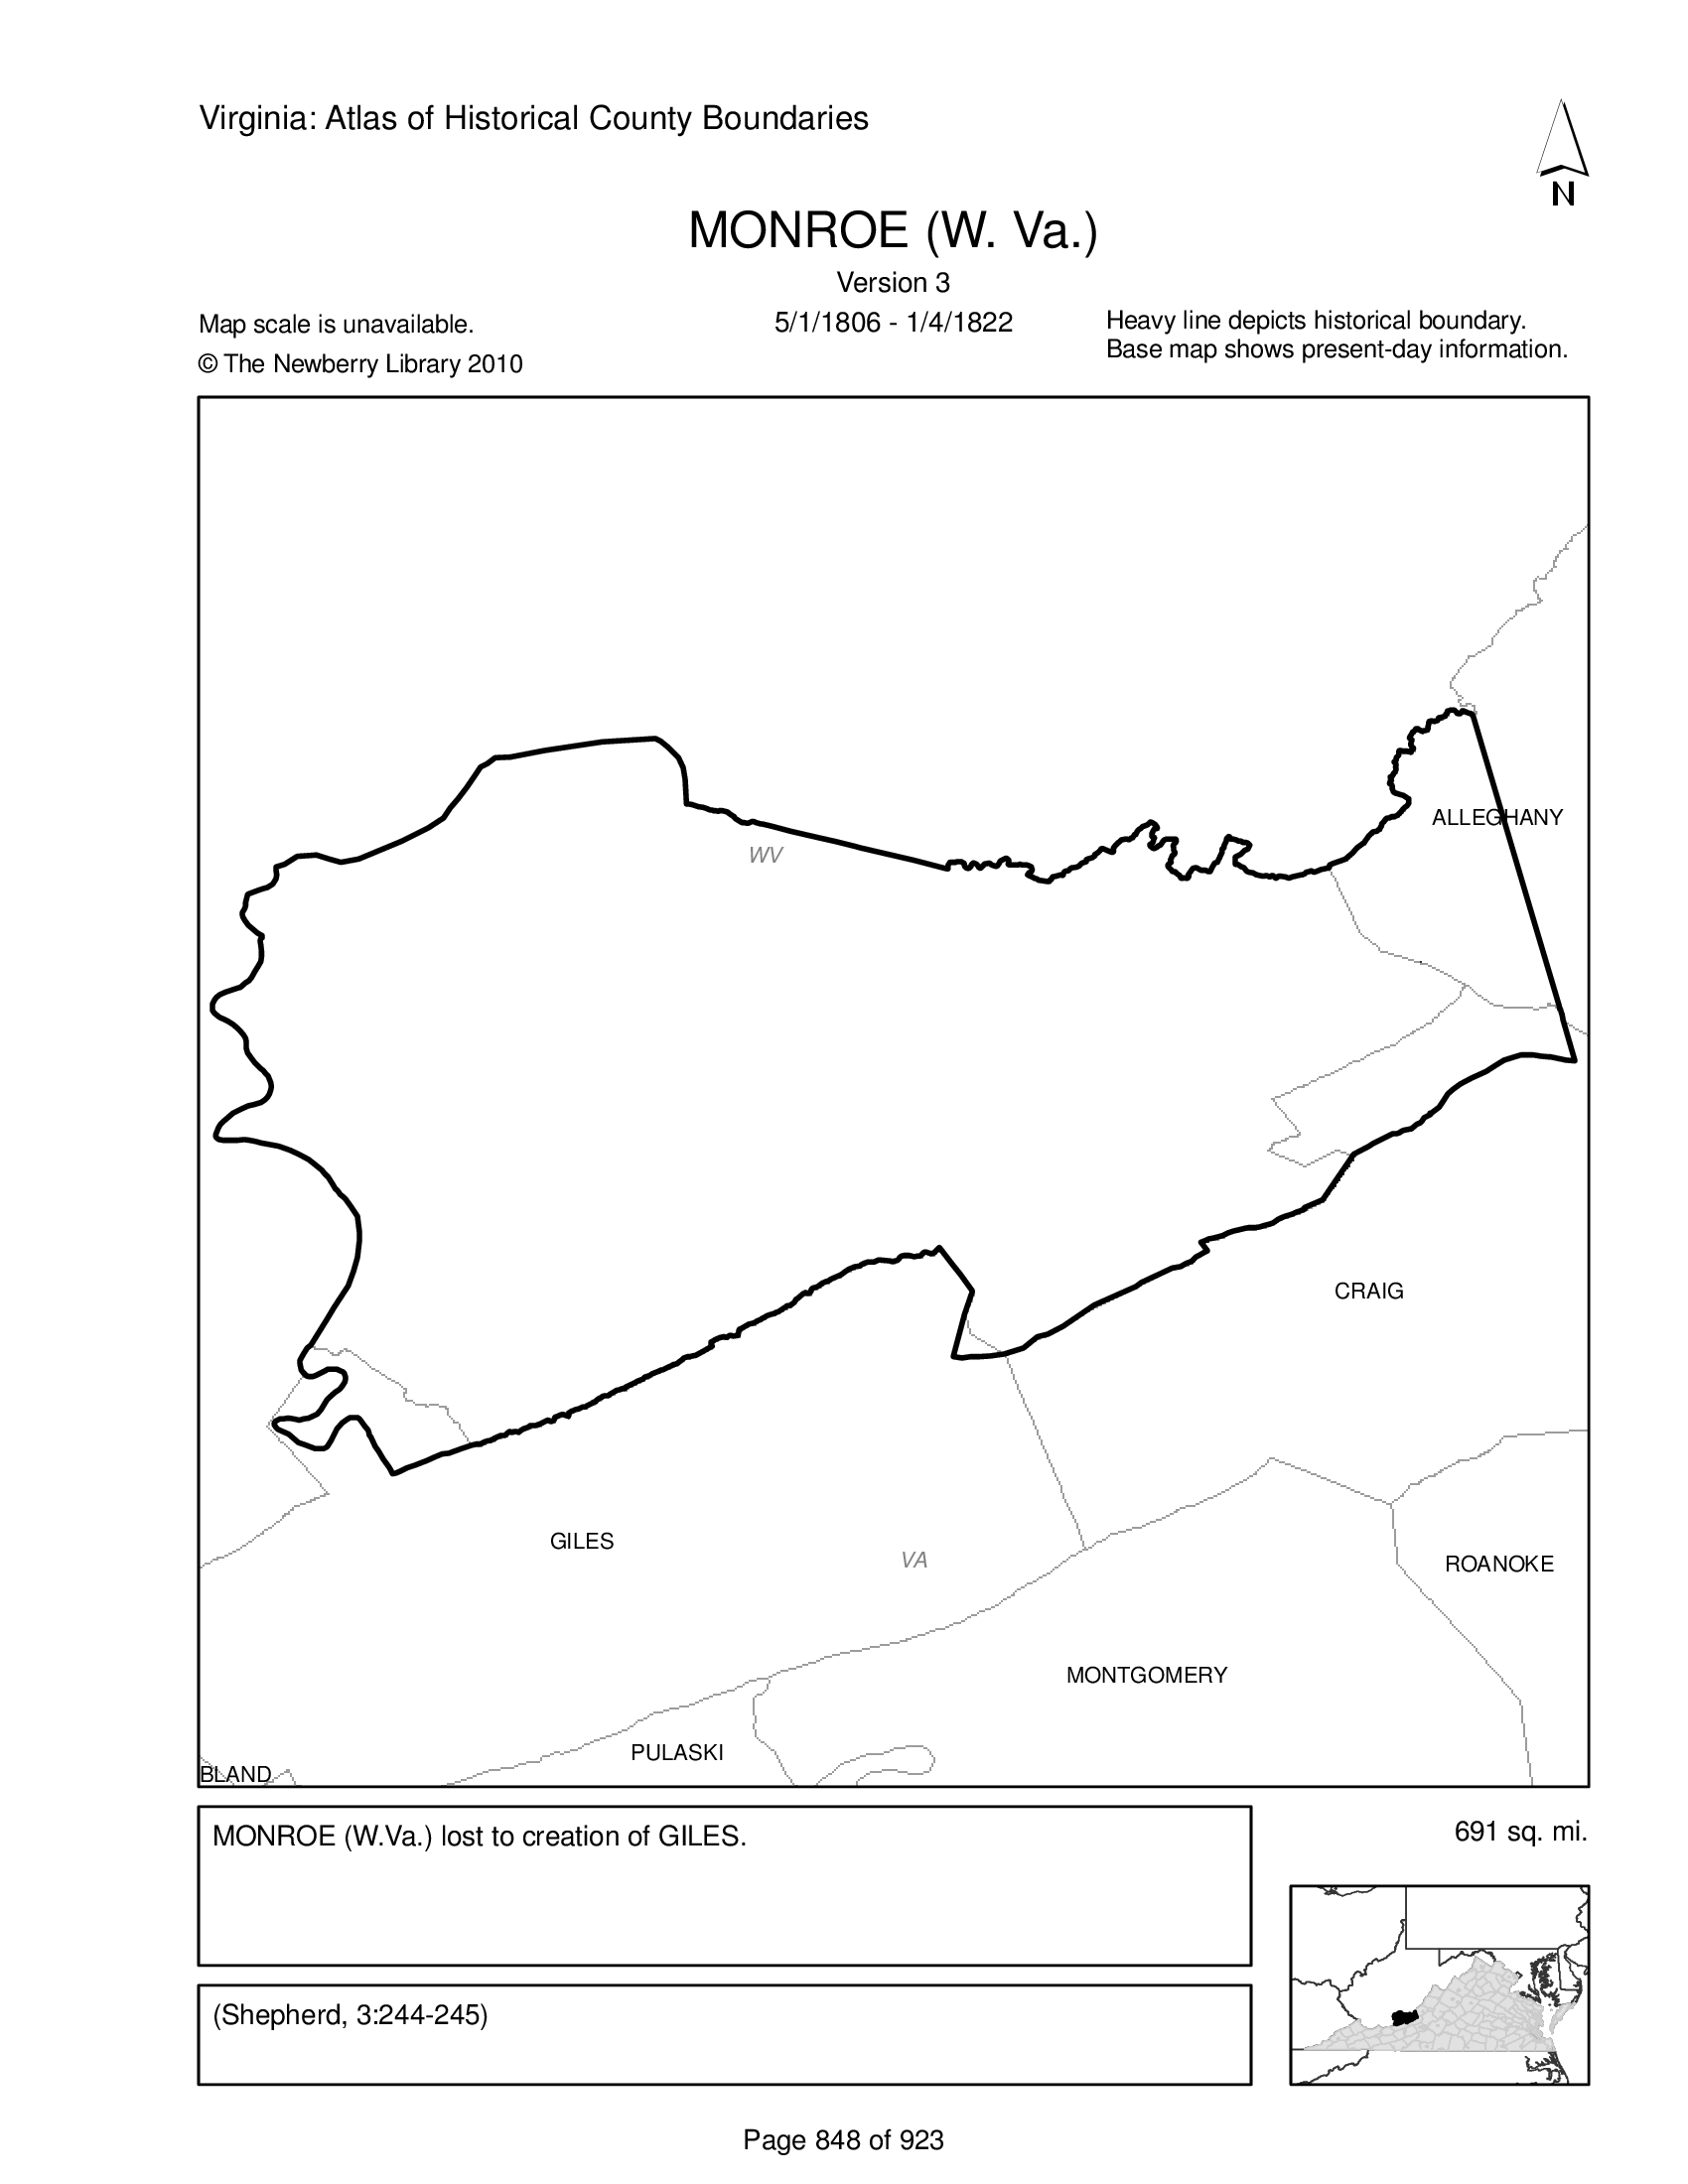 Virginia: Atlas of Historical County Boundaries
N
MONROE (W. Va.)
Version 3
5/1/1806 - 1/4/1822
Map scale is unavailable.
© The Newberry Library 2010
Heavy line depicts historical boundary.
Base map shows present-day information.
ALLEGHANY
WV
CRAIG
GILES
VA
ROANOKE
MONTGOMERY
PULASKI
BLAND
MONROE (W.Va.) lost to creation of GILES.
691 sq. mi.
(Shepherd, 3:244-245)
Page 848 of 923